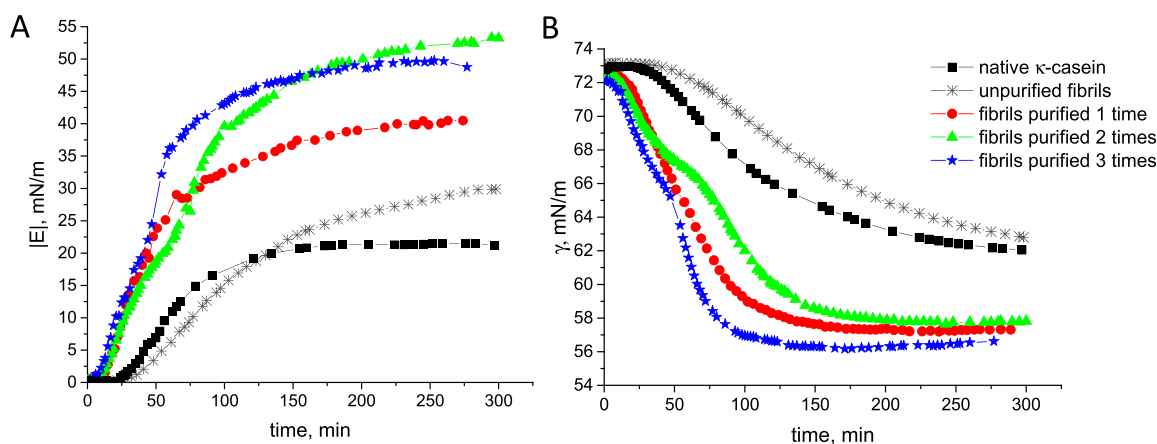 A
55
50
45
40
35
30
25
20
15
10
5
0
|E|, mN/m
0 50 100 150 200 250 300
time, min
B
74
72
70
68
66
64
62
60
58
56
54
γ, mN/m
0 50 100 150 200 250 300
time, min
native κ-casein
unpurified fibrils
fibrils purified 1 time
fibrils purified 2 times
fibrils purified 3 times